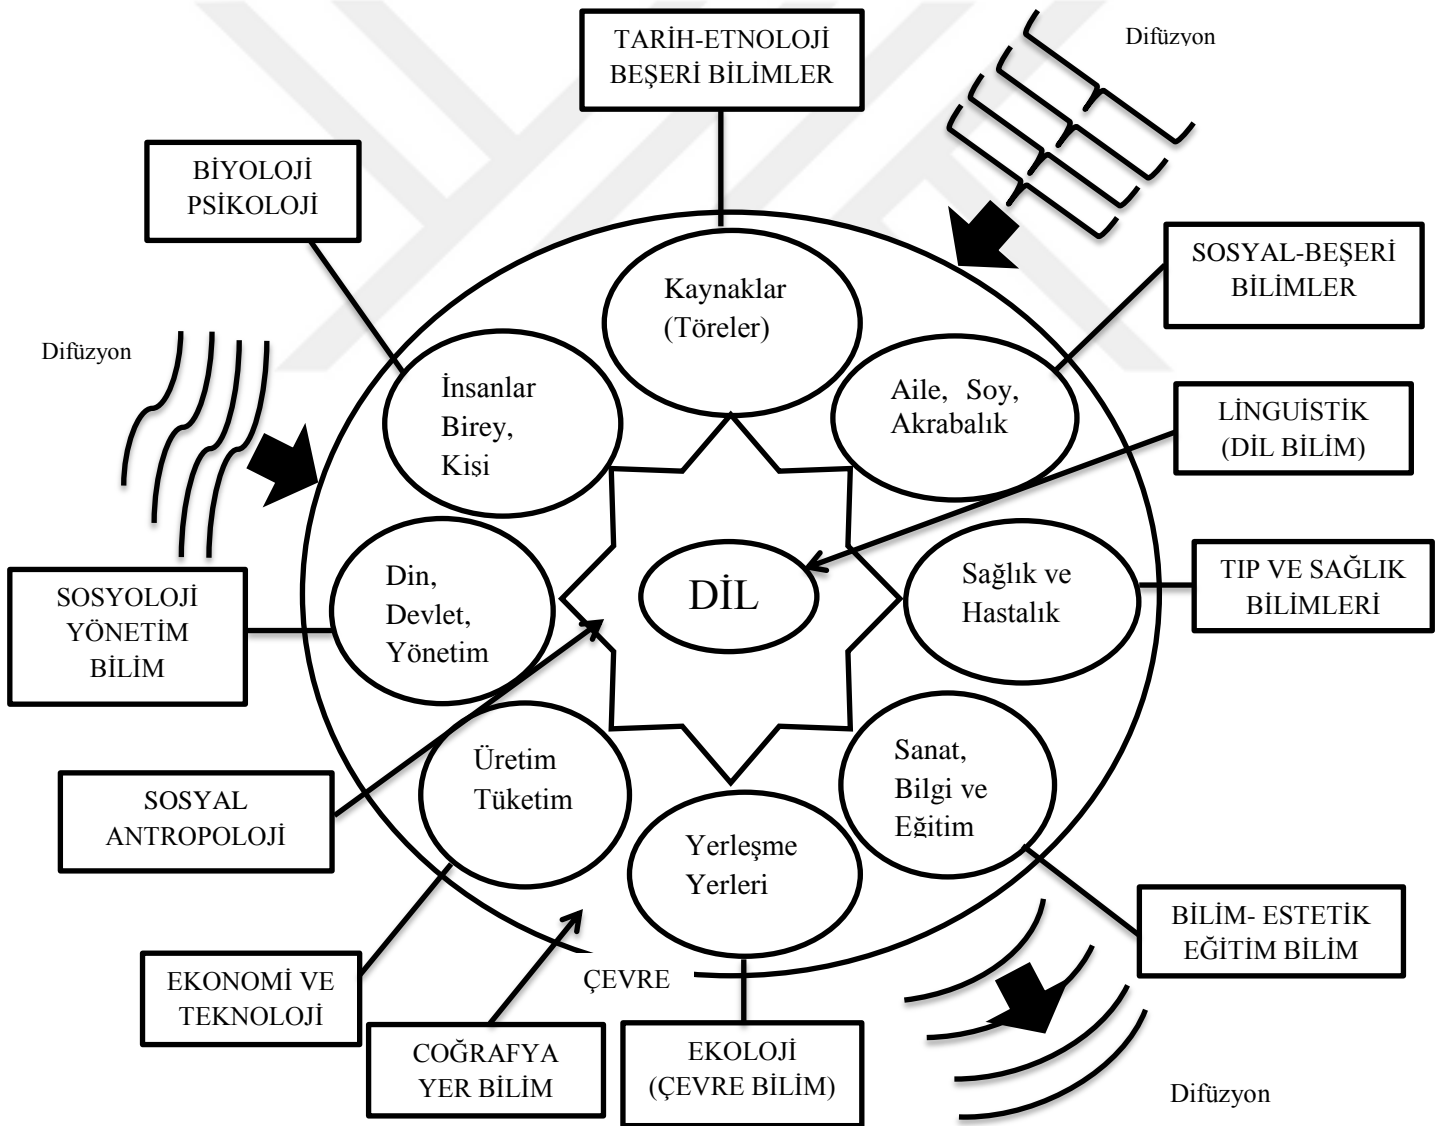 TARİH-ETNOLOJİ
BEŞERİ BİLİMLER
Difüzyon
BİYOLOJİ
PSİKOLOJİ
SOSYAL-BEŞERİ
BİLİMLER
Kaynaklar
(Töreler)
Difüzyon
İnsanlar
Birey,
Kişi
Aile, Soy,
Akrabalık
LİNGUİSTİK
(DİL BİLİM)
Din,
Devlet,
Yönetim
DİL
Sağlık ve
Hastalık
TIP VE SAĞLIK
BİLİMLERİ
SOSYOLOJİ
YÖNETİM
BİLİM
Üretim
Tüketim
Sanat,
Bilgi ve
Eğitim
SOSYAL
ANTROPOLOJİ
Yerleşme
Yerleri
BİLİM- ESTETİK
EĞİTİM BİLİM
EKONOMİ VE
TEKNOLOJİ
ÇEVRE
COĞRAFYA
YER BİLİM
EKOLOJİ
(ÇEVRE BİLİM)
Difüzyon